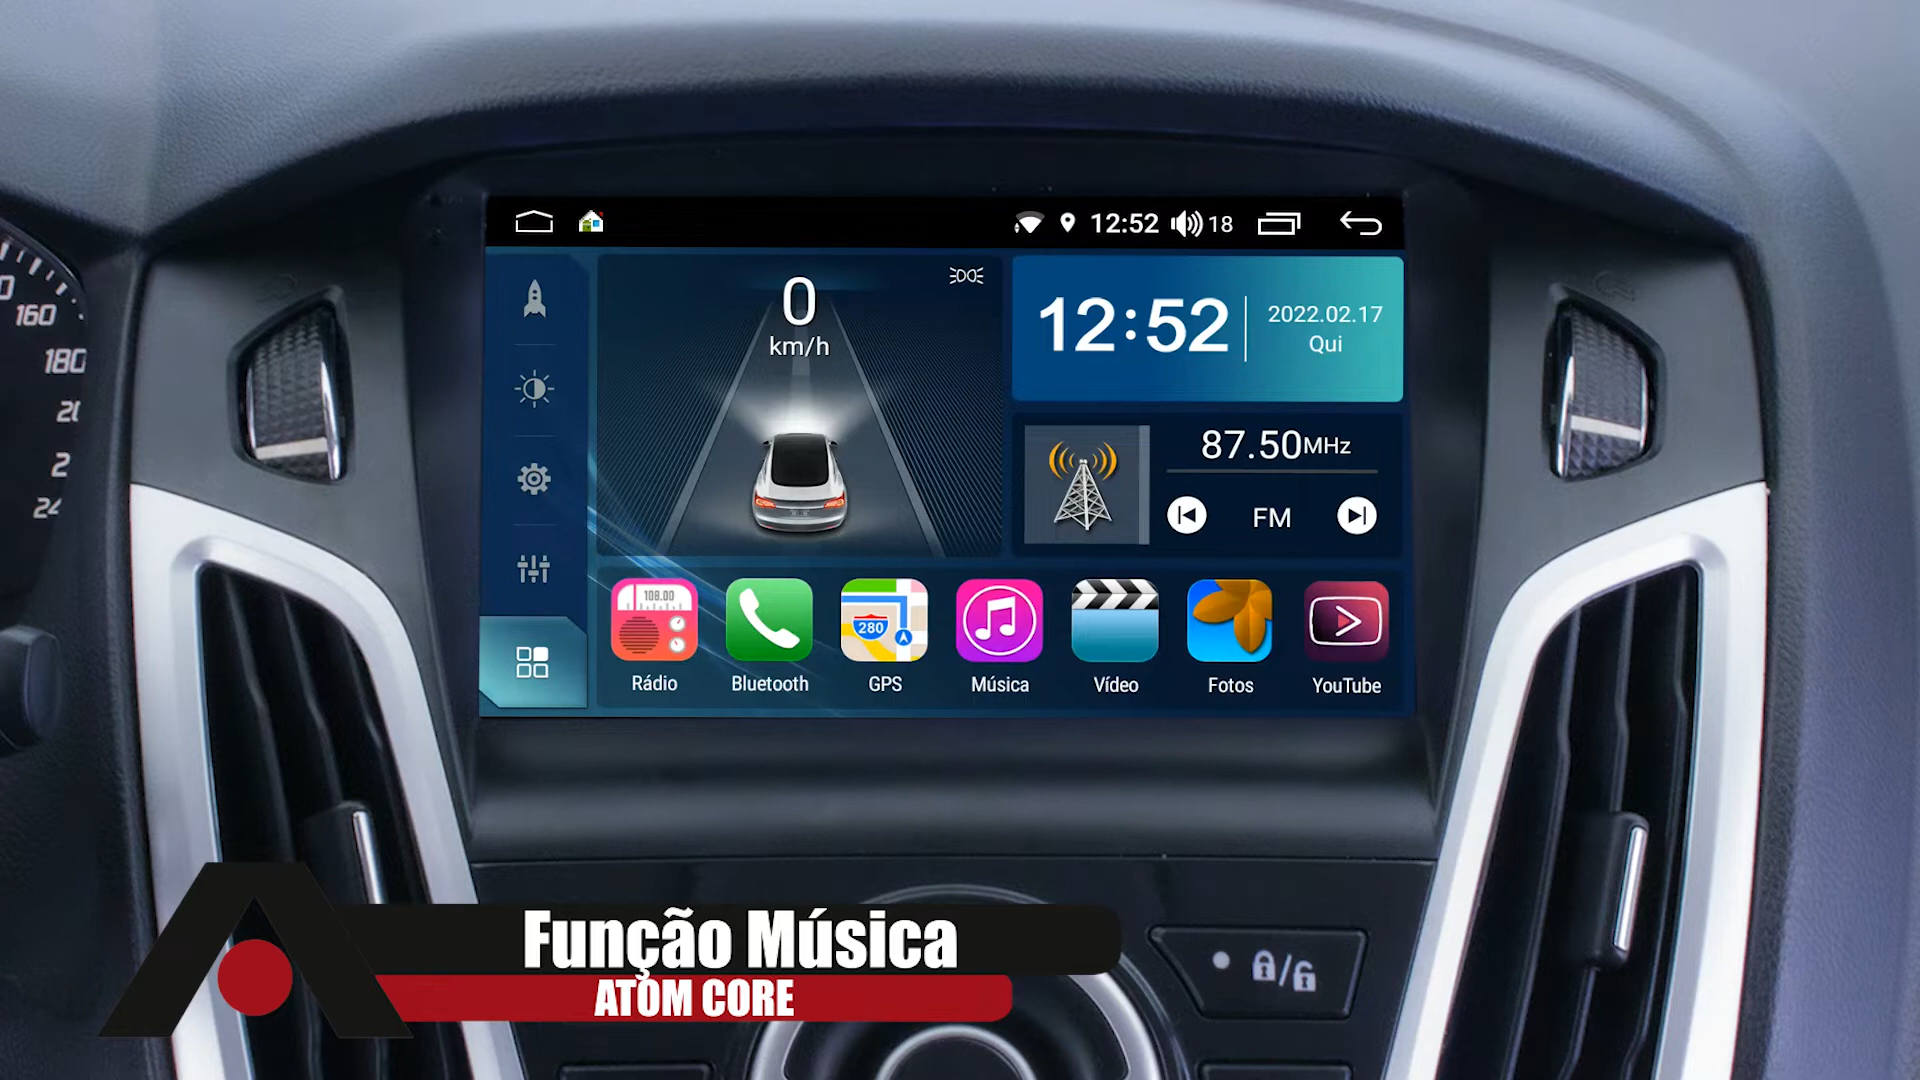 12:52 18
0
km/h
12:52
2022.02.17
Qui
87.50MHz
FM
160
180
108.00
280
Rádio
Bluetooth
GPS
Música
Vídeo
Fotos
YouTube
Função Música
ATOM CORE